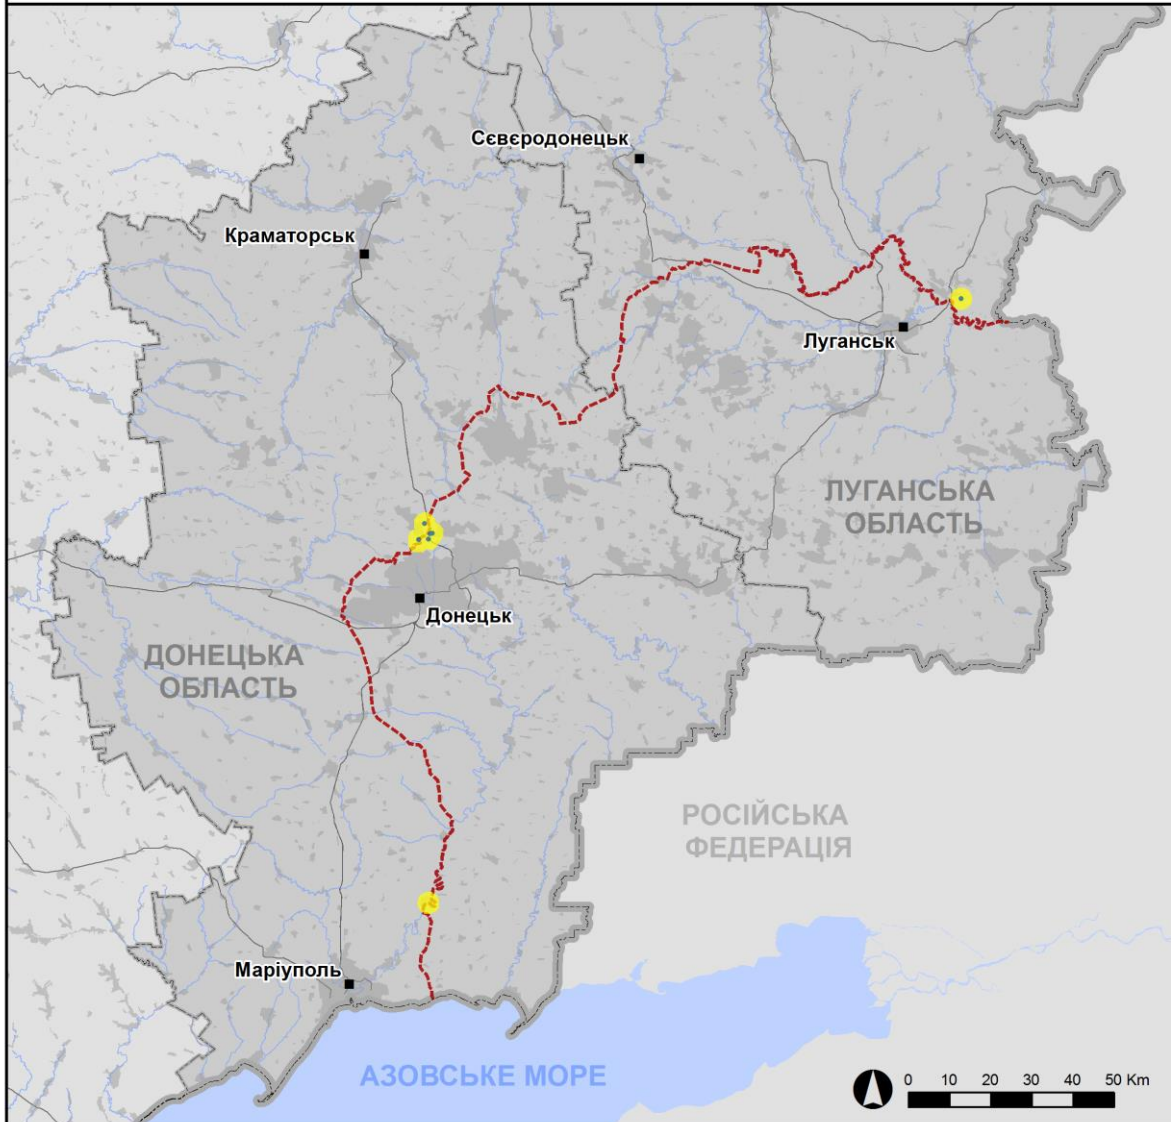 Сєвєродонецьк
Краматорськ
Луганськ
ЛУГАНСЬКА
ОБЛАСТЬ
Донецьк
ДОНЕЦЬКА
ОБЛАСТЬ
РОСІЙСЬКА
ФЕДЕРАЦІЯ
Маріуполь
АЗОВСЬКЕ МОРЕ
0 10 20 30 40 50 Km